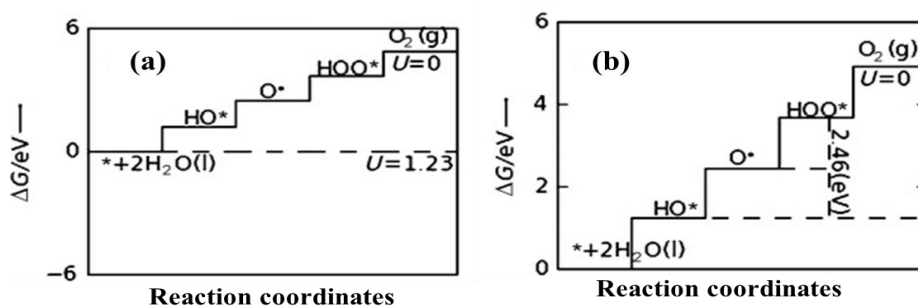 (a)
6
0
−6
ΔG/eV —
*+2H₂O(l)
HO*
O•
HOO*
O₂(g)
U=0
U=1.23
Reaction coordinates
(b)
6
4
2
0
ΔG/eV —
*+2H₂O(l)
HO*
O•
HOO*
O₂(g)
U=0
2.46(eV)
Reaction coordinates